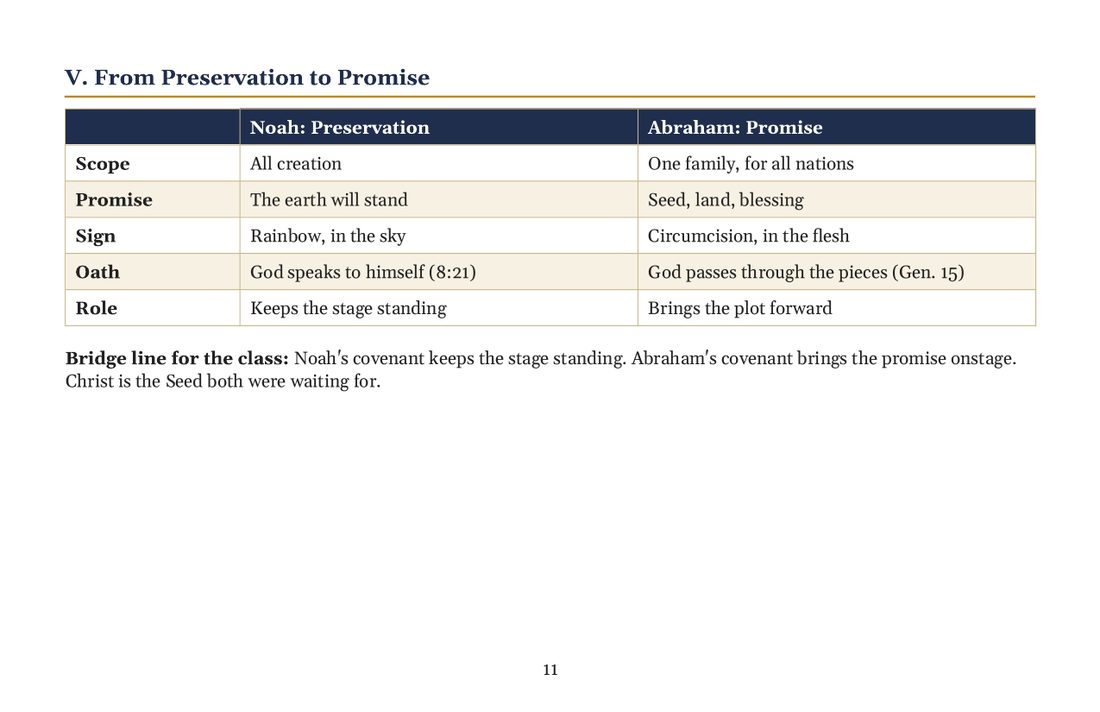 V. From Preservation to Promise
Noah: Preservation Abraham: Promise
Scope All creation One family, for all nations
Promise The earth will stand Seed, land, blessing
Sign Rainbow, in the sky Circumcision, in the flesh
Oath God speaks to himself (8:21) God passes through the pieces (Gen. 15)
Role Keeps the stage standing Brings the plot forward
Bridge line for the class: Noah's covenant keeps the stage standing. Abraham's covenant brings the promise onstage.
Christ is the Seed both were waiting for.
11